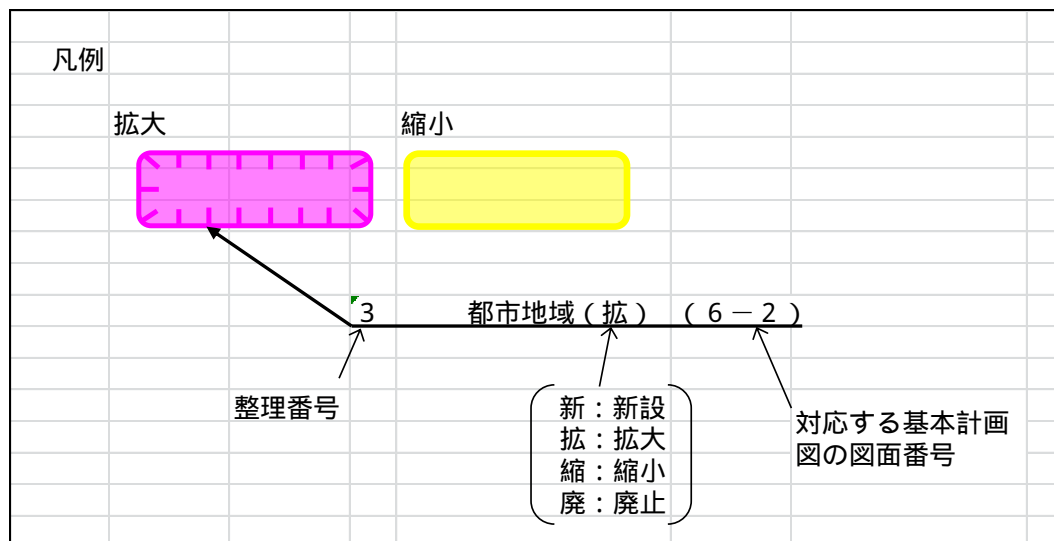 凡例
拡大
縮小
3 都市地域(拡) (6-2)
整理番号
新:新設
拡:拡大
縮:縮小
廃:廃止
対応する基本計画
図の図面番号